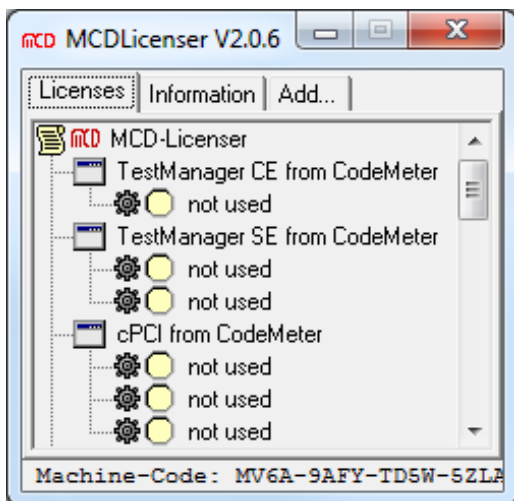 mcD MCDLicenser V2.0.6
Licenses Information Add...
mcD MCD-Licenser
TestManager CE from CodeMeter
not used
TestManager SE from CodeMeter
not used
not used
cPCI from CodeMeter
not used
not used
not used
Machine-Code: MV6A-9AFY-TD5W-5ZLA